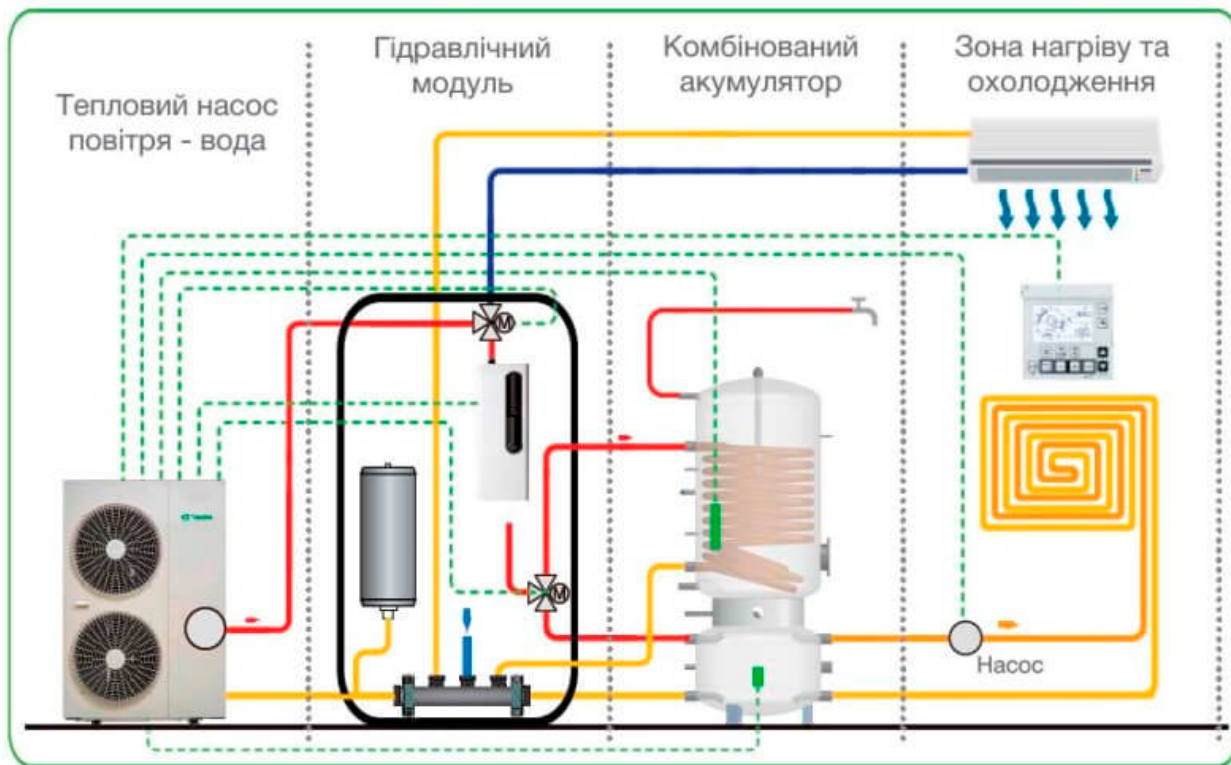 Тепловий насос
повітря - вода
Гідравлічний
модуль
Комбінований
акумулятор
Зона нагріву та
охолодження
M
M
Насос